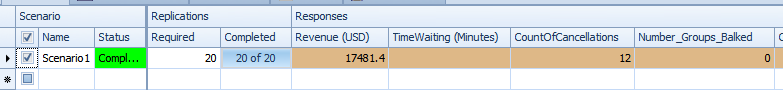 Scenario Replications Responses
Name Status Required Completed Revenue (USD) TimeWaiting (Minutes) CountOfCancellations Number_Groups_Balked
Scenario1 Compl... 20 20 of 20 17481.4 12 0